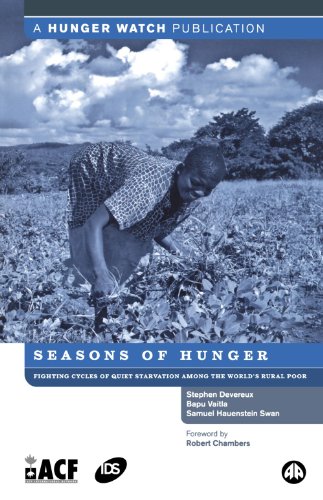 A HUNGER WATCH PUBLICATION
SEASONS OF HUNGER
FIGHTING CYCLES OF QUIET STARVATION AMONG THE WORLD'S RURAL POOR
Stephen Devereux
Bapu Vaitla
Samuel Hauenstein Swan
Foreword by
Robert Chambers
ACF
IDS